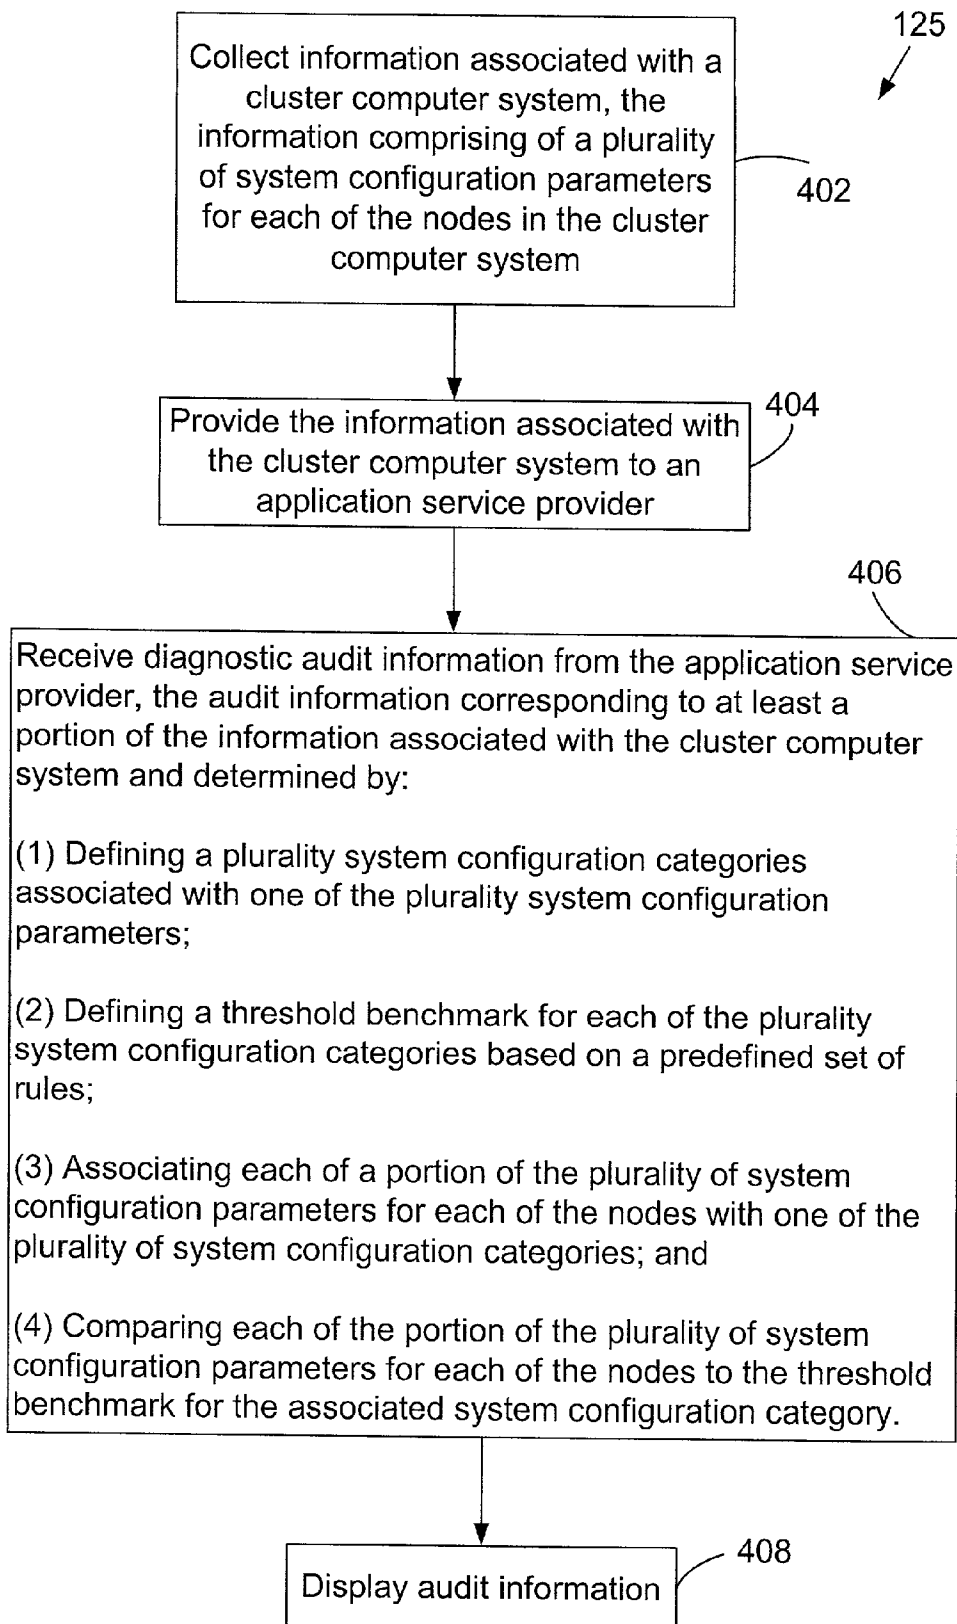 125
Collect information associated with a
cluster computer system, the
information comprising of a plurality
of system configuration parameters
for each of the nodes in the cluster
computer system
402
Provide the information associated with
the cluster computer system to an
application service provider
404
406
Receive diagnostic audit information from the application service
provider, the audit information corresponding to at least a
portion of the information associated with the cluster computer
system and determined by:
(1) Defining a plurality system configuration categories
associated with one of the plurality system configuration
parameters;
(2) Defining a threshold benchmark for each of the plurality
system configuration categories based on a predefined set of
rules;
(3) Associating each of a portion of the plurality of system
configuration parameters for each of the nodes with one of the
plurality of system configuration categories; and
(4) Comparing each of the portion of the plurality of system
configuration parameters for each of the nodes to the threshold
benchmark for the associated system configuration category.
408
Display audit information